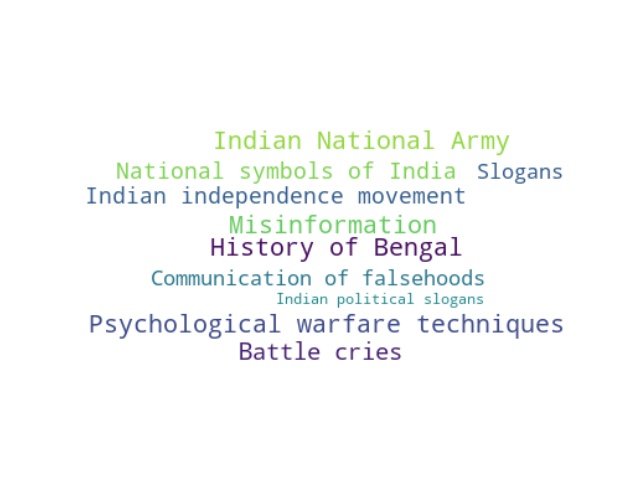 Indian National Army
National symbols of India Slogans
Indian independence movement
Misinformation
History of Bengal
Communication of falsehoods
Indian political slogans
Psychological warfare techniques
Battle cries